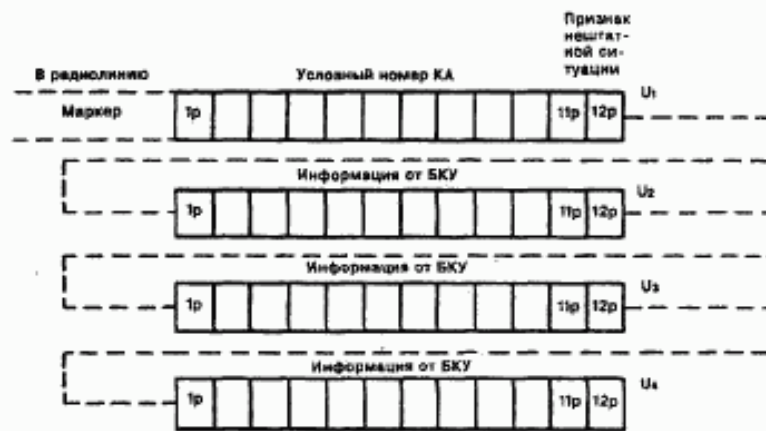 Признак
нештат-
ной си-
туации
В радиолинию
Условный номер КА
Маркер
1р 11р 12р
U₁
Информация от БКУ
1р 11р 12р
U₂
Информация от БКУ
1р 11р 12р
U₃
Информация от БКУ
1р 11р 12р
U₄